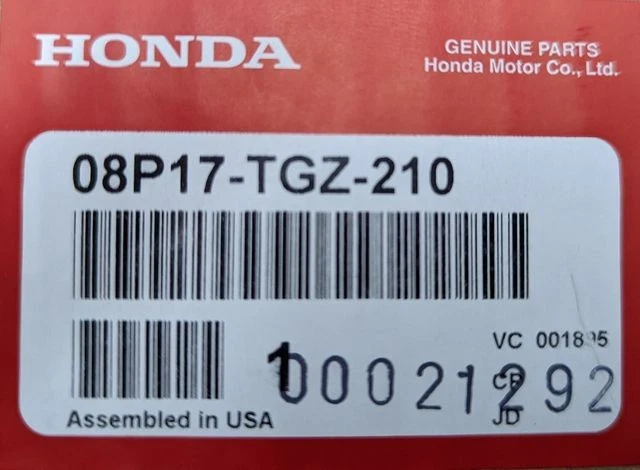 HONDA
GENUINE PARTS
Honda Motor Co., Ltd.
08P17-TGZ-210
VC
1
00021292
JD
Assembled in USA